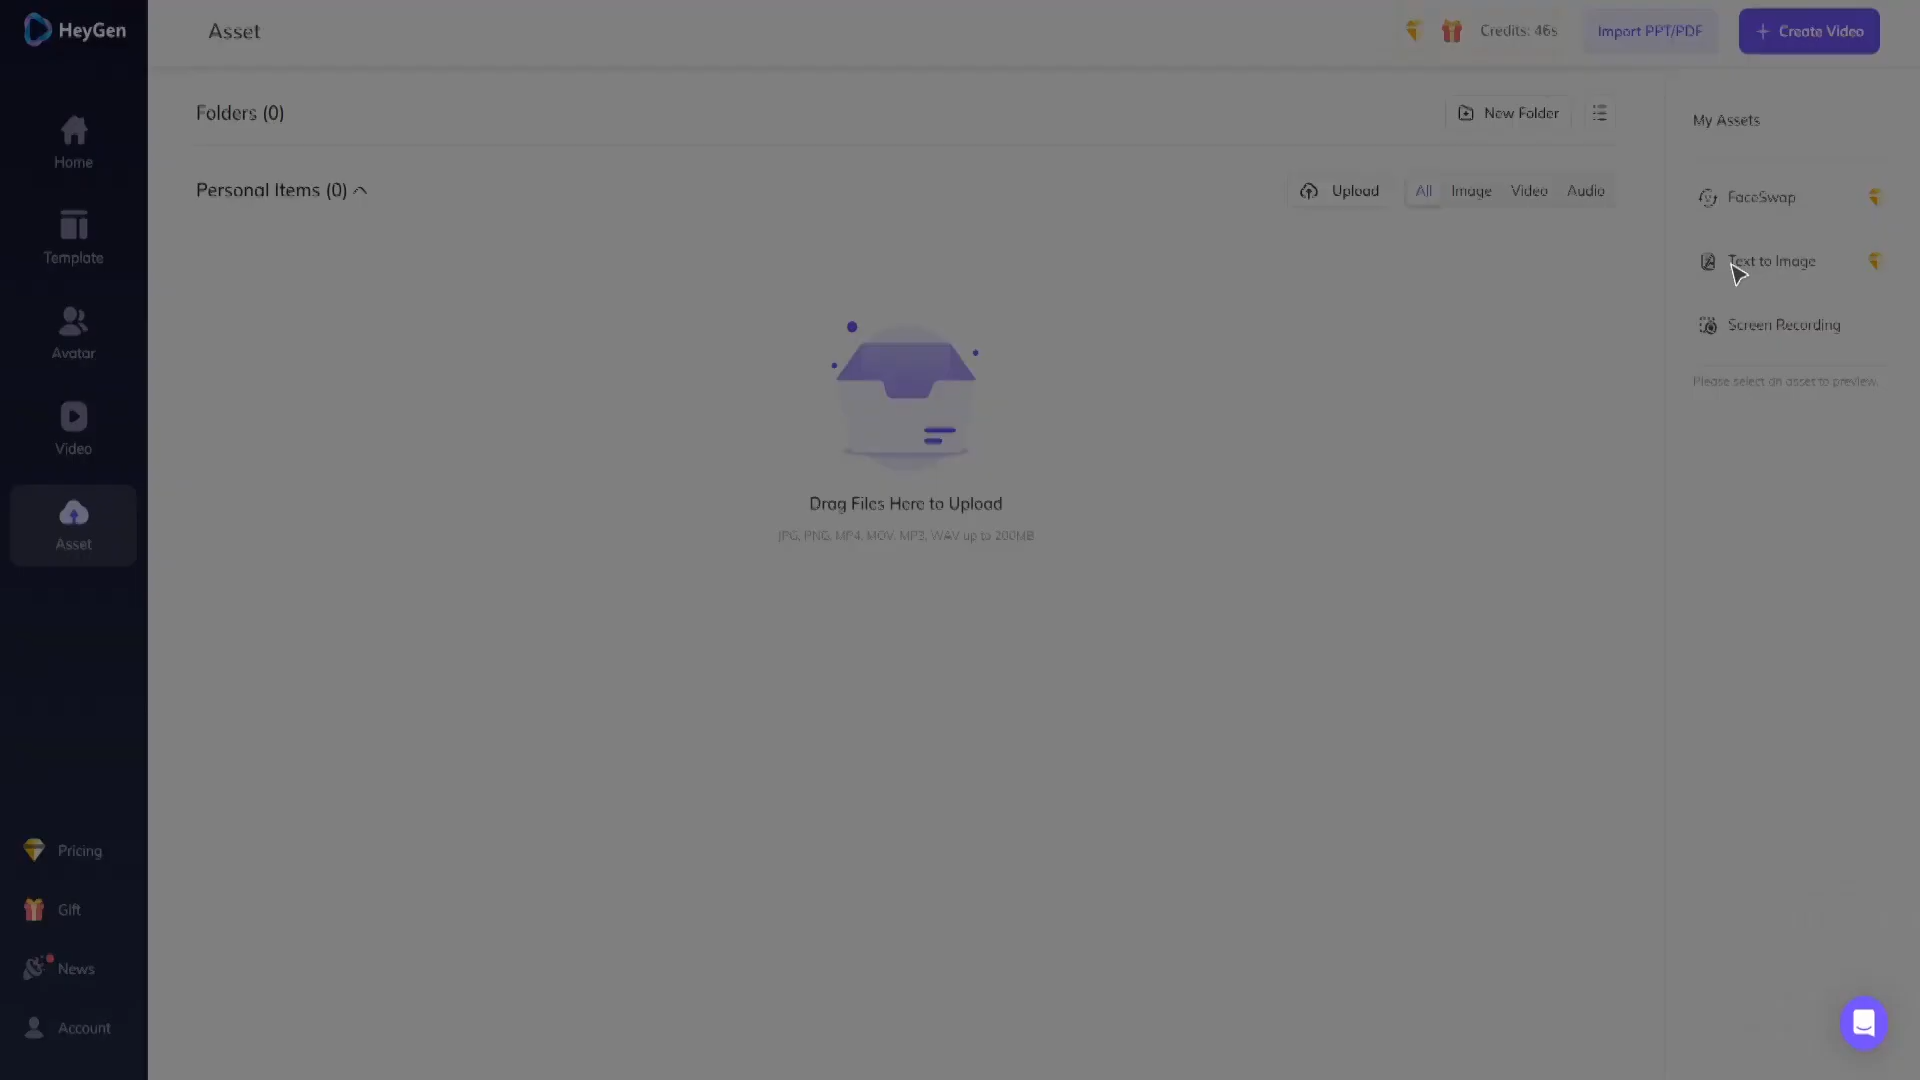 HeyGen
Asset
Credits: 46s
Import PPT/PDF
+ Create Video
Home
Template
Avatar
Video
Asset
Pricing
Gift
News
Account
Folders (0)
New Folder
Personal Items (0)
Upload
All
Image
Video
Audio
Drag Files Here to Upload
JPG, PNG, MP4, MOV, MP3, WAV up to 200MB
My Assets
FaceSwap
Text to Image
Screen Recording
Please select an asset to preview.